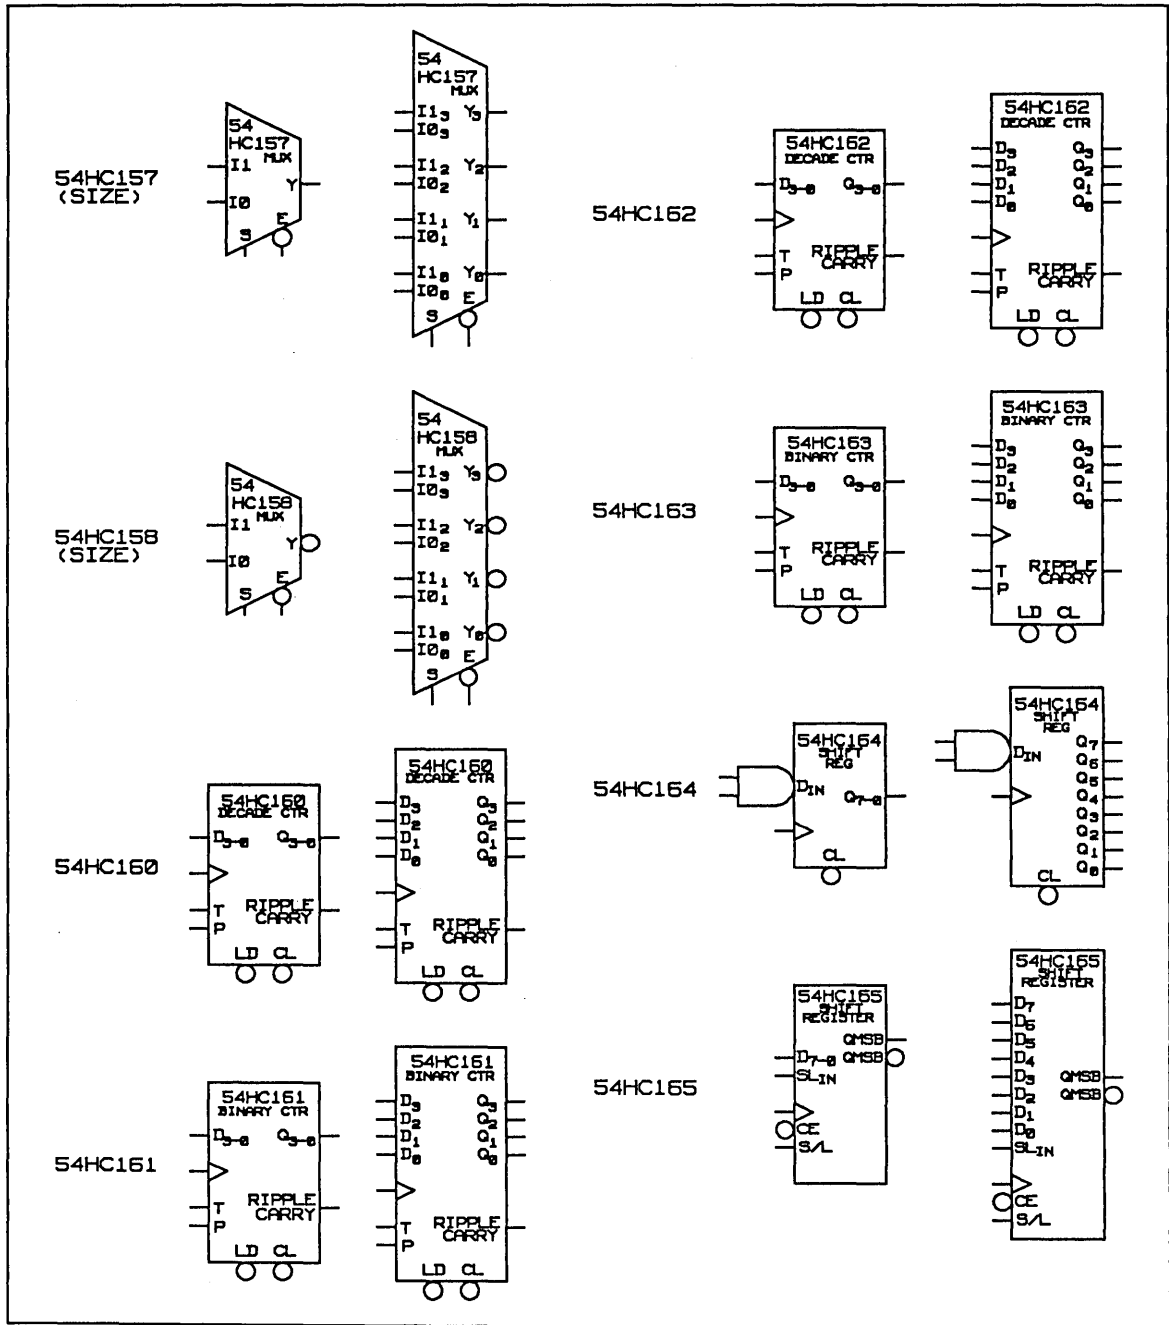 54HC157
(SIZE)
54
HC157
MUX
I1
I0
Y
S
E
54
HC157
MUX
I1₃
I0₃
I1₂
I0₂
I1₁
I0₁
I1₀
I0₀
Y₃
Y₂
Y₁
Y₀
S
E
54HC158
(SIZE)
54
HC158
MUX
I1
I0
Y
S
E
54
HC158
MUX
I1₃
I0₃
I1₂
I0₂
I1₁
I0₁
I1₀
I0₀
Y₃
Y₂
Y₁
Y₀
S
E
54HC160
54HC160
DECADE CTR
D₃₋₀ Q₃₋₀
T
P
RIPPLE
CARRY
LD CL
54HC160
DECADE CTR
D₃ Q₃
D₂ Q₂
D₁ Q₁
D₀ Q₀
T
P
RIPPLE
CARRY
LD CL
54HC161
54HC161
BINARY CTR
D₃₋₀ Q₃₋₀
T
P
RIPPLE
CARRY
LD CL
54HC161
BINARY CTR
D₃ Q₃
D₂ Q₂
D₁ Q₁
D₀ Q₀
T
P
RIPPLE
CARRY
LD CL
54HC162
54HC162
DECADE CTR
D₃₋₀ Q₃₋₀
T
P
RIPPLE
CARRY
LD CL
54HC162
DECADE CTR
D₃ Q₃
D₂ Q₂
D₁ Q₁
D₀ Q₀
T
P
RIPPLE
CARRY
LD CL
54HC163
54HC163
BINARY CTR
D₃₋₀ Q₃₋₀
T
P
RIPPLE
CARRY
LD CL
54HC163
BINARY CTR
D₃ Q₃
D₂ Q₂
D₁ Q₁
D₀ Q₀
T
P
RIPPLE
CARRY
LD CL
54HC164
54HC164
SHIFT
REG
D_IN
Q₇₋₀
CL
54HC164
SHIFT
REG
D_IN
Q₇
Q₆
Q₅
Q₄
Q₃
Q₂
Q₁
Q₀
CL
54HC165
54HC165
SHIFT
REGISTER
QMSB
D₇₋₀ QMSB
SL_IN
CE
S/L
54HC165
SHIFT
REGISTER
D₇
D₆
D₅
D₄
D₃ QMSB
D₂ QMSB
D₁
D₀
SL_IN
CE
S/L